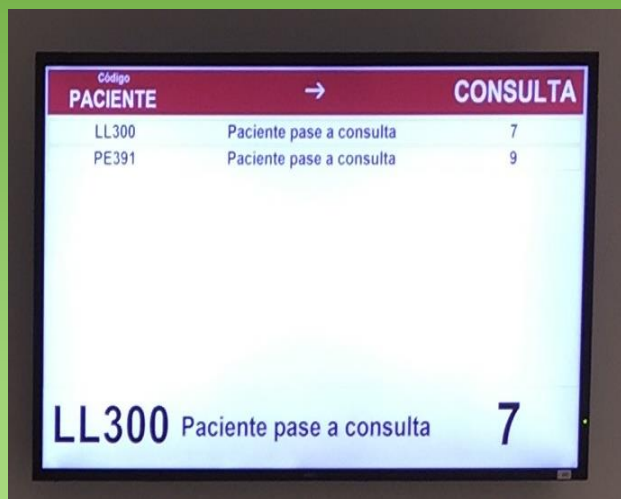 Código
PACIENTE → CONSULTA
LL300 Paciente pase a consulta 7
PE391 Paciente pase a consulta 9
LL300 Paciente pase a consulta 7